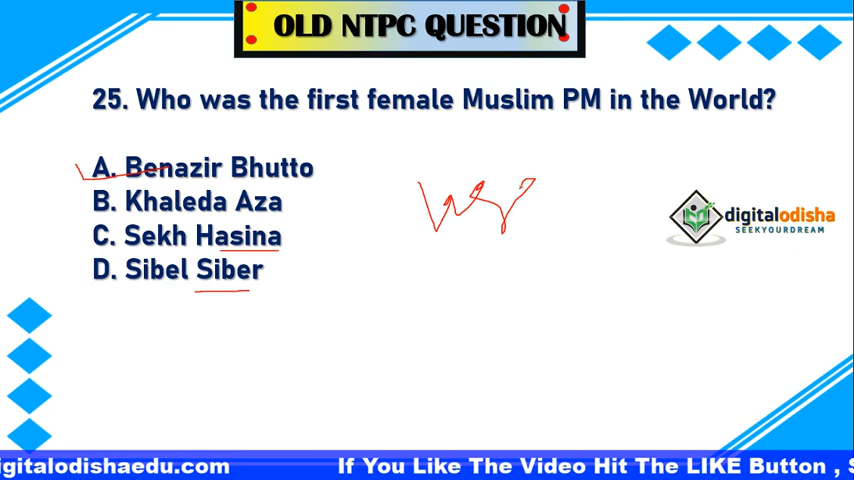 OLD NTPC QUESTION
25. Who was the first female Muslim PM in the World?
A. Benazir Bhutto
B. Khaleda Aza
C. Sekh Hasina
D. Sibel Siber
digitalodisha
SEEKYOURDREAM
igitalodishaedu.com If You Like The Video Hit The LIKE Button , S